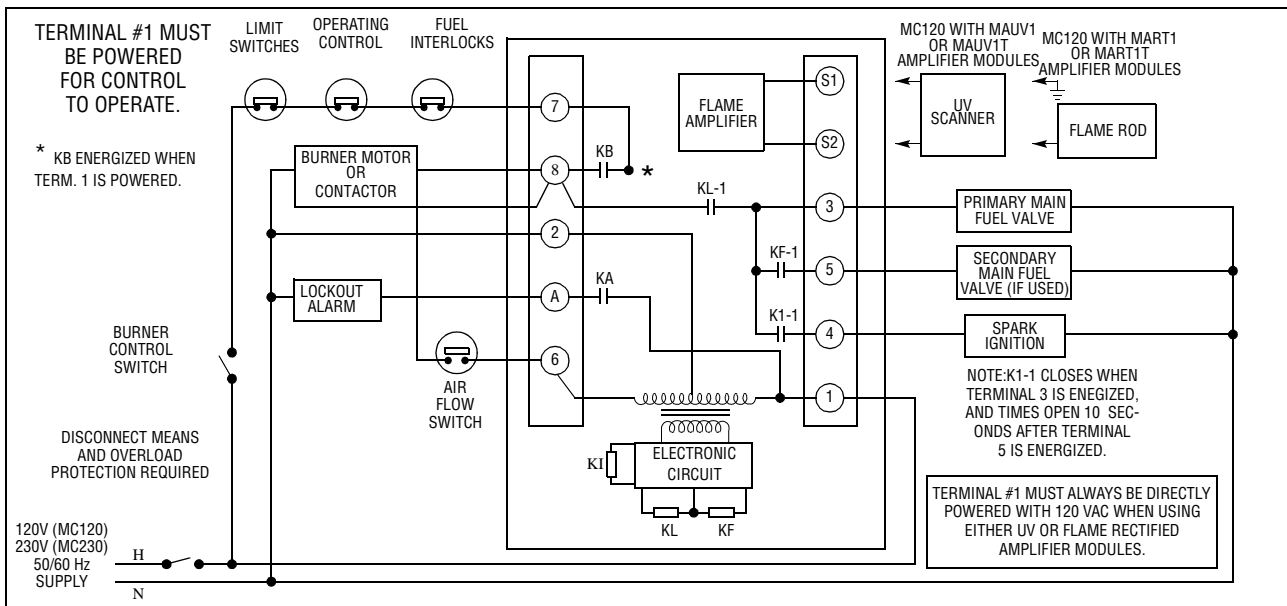 TERMINAL #1 MUST
BE POWERED
FOR CONTROL
TO OPERATE.
* KB ENERGIZED WHEN
TERM. 1 IS POWERED.
LIMIT
SWITCHES
OPERATING
CONTROL
FUEL
INTERLOCKS
BURNER MOTOR
OR
CONTACTOR
LOCKOUT
ALARM
AIR
FLOW
SWITCH
BURNER
CONTROL
SWITCH
DISCONNECT MEANS
AND OVERLOAD
PROTECTION REQUIRED
120V (MC120)
230V (MC230)
50/60 Hz
SUPPLY
H
N
7
8
2
A
6
KB
*
KA
KL-1
KF-1
K1-1
FLAME
AMPLIFIER
S1
S2
3
5
4
1
ELECTRONIC
CIRCUIT
KI
KL
KF
MC120 WITH MAUV1
OR MAUV1T
AMPLIFIER MODULES
UV
SCANNER
MC120 WITH MART1
OR MART1T
AMPLIFIER MODULES
FLAME ROD
PRIMARY MAIN
FUEL VALVE
SECONDARY
MAIN FUEL
VALVE (IF USED)
SPARK
IGNITION
NOTE:K1-1 CLOSES WHEN
TERMINAL 3 IS ENEGIZED,
AND TIMES OPEN 10 SEC-
ONDS AFTER TERMINAL
5 IS ENERGIZED.
TERMINAL #1 MUST ALWAYS BE DIRECTLY
POWERED WITH 120 VAC WHEN USING
EITHER UV OR FLAME RECTIFIED
AMPLIFIER MODULES.